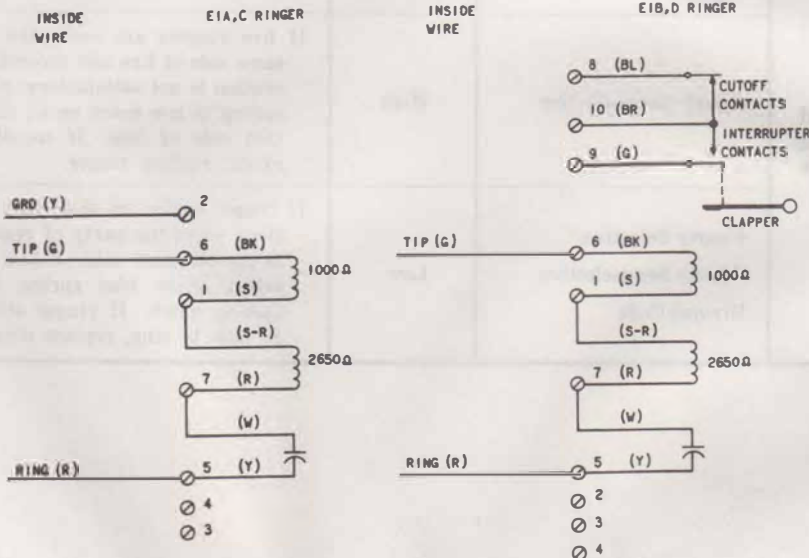 INSIDE
WIRE
E1A,C RINGER
GRD (Y)
2
TIP (G)
6 (BK)
1000Ω
1 (S)
(S-R)
2650Ω
7 (R)
(W)
RING (R)
5 (Y)
4
3
INSIDE
WIRE
E1B,D RINGER
8 (BL)
CUTOFF
CONTACTS
10 (BR)
INTERRUPTER
CONTACTS
9 (G)
CLAPPER
TIP (G)
6 (BK)
1000Ω
1 (S)
(S-R)
2650Ω
7 (R)
(W)
RING (R)
5 (Y)
2
3
4